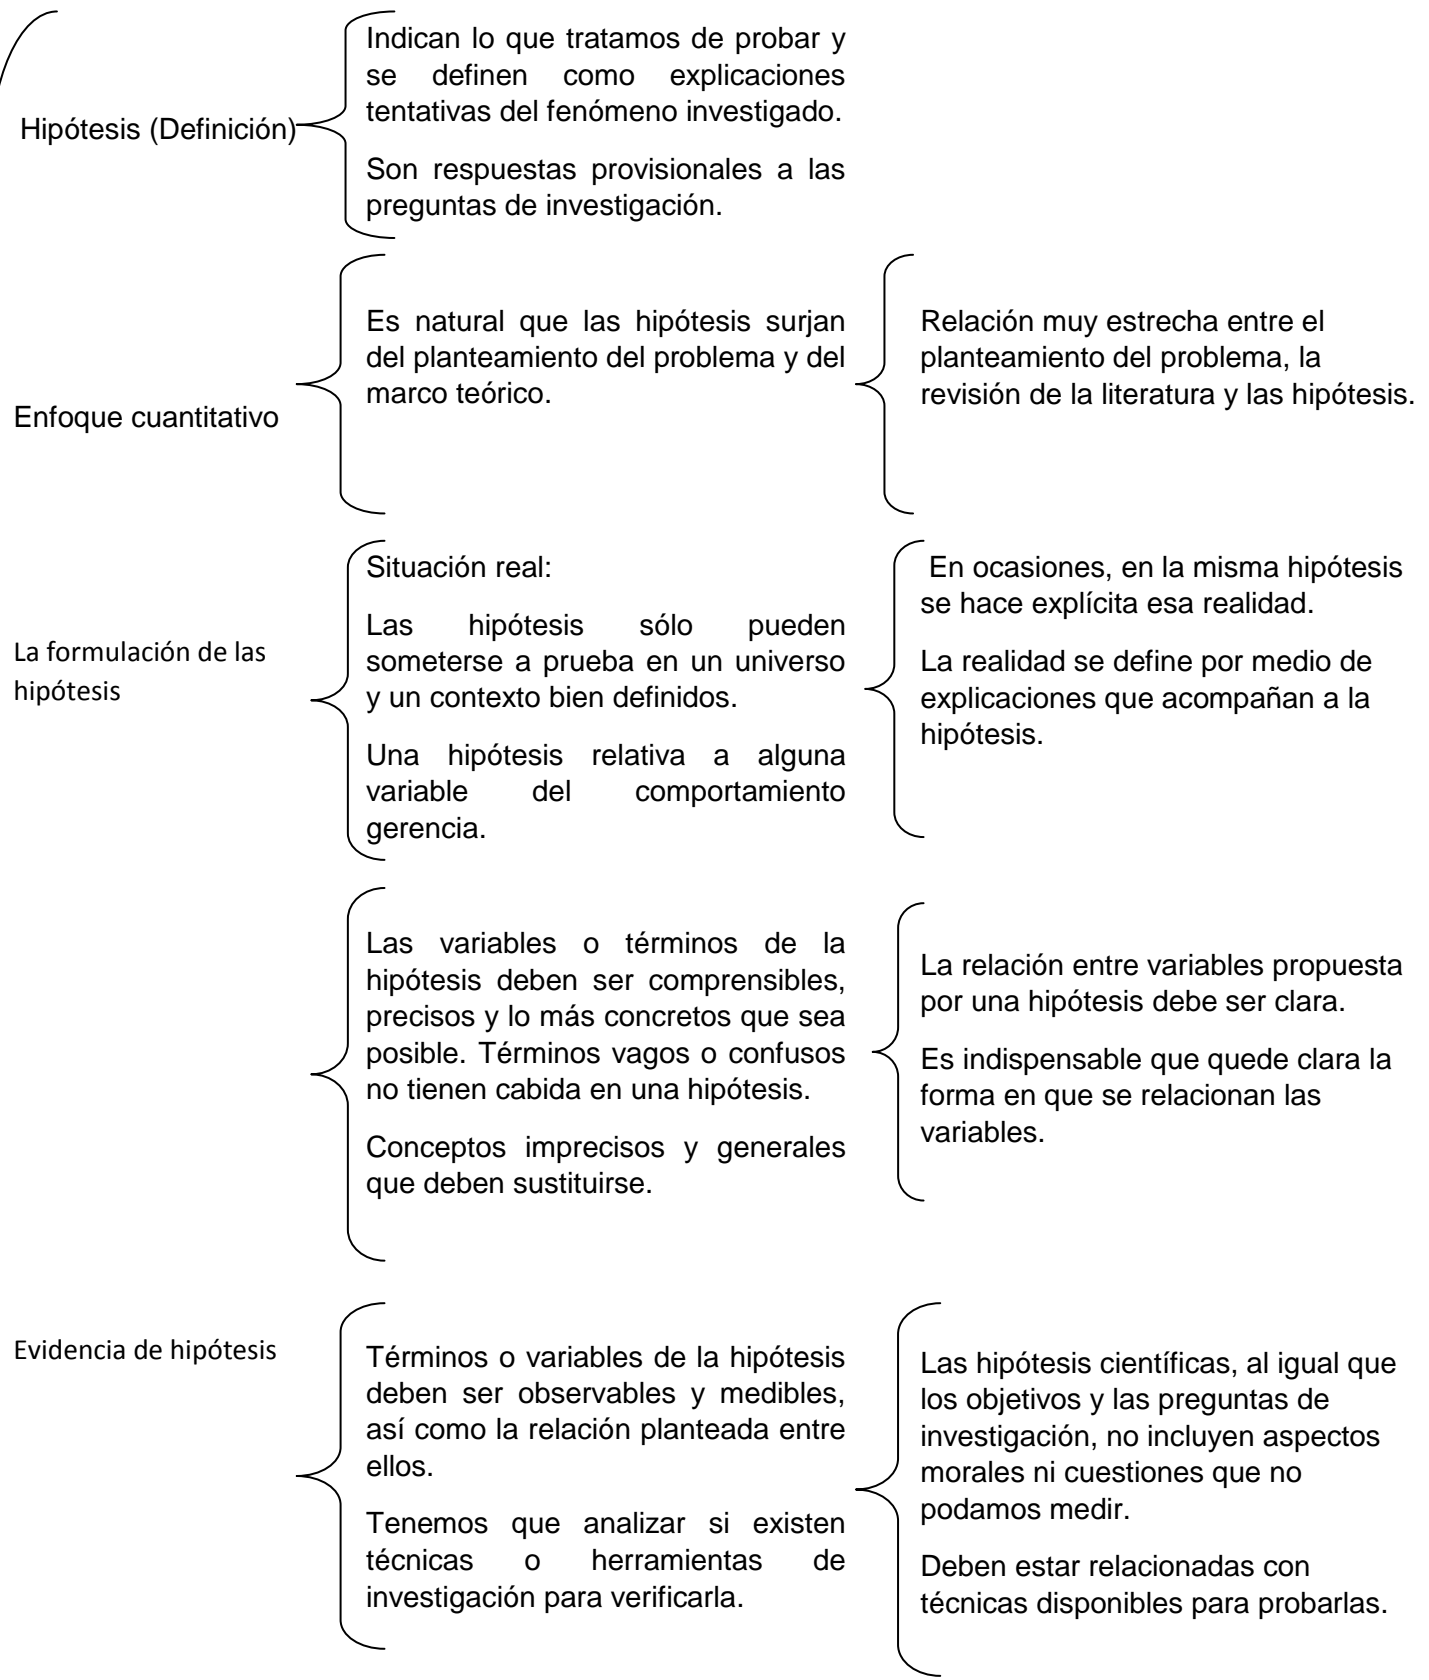 Hipótesis (Definición)
Indican lo que tratamos de probar y
se definen como explicaciones
tentativas del fenómeno investigado.
Son respuestas provisionales a las
preguntas de investigación.
Enfoque cuantitativo
Es natural que las hipótesis surjan
del planteamiento del problema y del
marco teórico.
Relación muy estrecha entre el
planteamiento del problema, la
revisión de la literatura y las hipótesis.
La formulación de las
hipótesis
Situación real:
Las hipótesis sólo pueden
someterse a prueba en un universo
y un contexto bien definidos.
Una hipótesis relativa a alguna
variable del comportamiento
gerencia.
En ocasiones, en la misma hipótesis
se hace explícita esa realidad.
La realidad se define por medio de
explicaciones que acompañan a la
hipótesis.
Las variables o términos de la
hipótesis deben ser comprensibles,
precisos y lo más concretos que sea
posible. Términos vagos o confusos
no tienen cabida en una hipótesis.
Conceptos imprecisos y generales
que deben sustituirse.
La relación entre variables propuesta
por una hipótesis debe ser clara.
Es indispensable que quede clara la
forma en que se relacionan las
variables.
Evidencia de hipótesis
Términos o variables de la hipótesis
deben ser observables y medibles,
así como la relación planteada entre
ellos.
Tenemos que analizar si existen
técnicas o herramientas de
investigación para verificarla.
Las hipótesis científicas, al igual que
los objetivos y las preguntas de
investigación, no incluyen aspectos
morales ni cuestiones que no
podamos medir.
Deben estar relacionadas con
técnicas disponibles para probarlas.